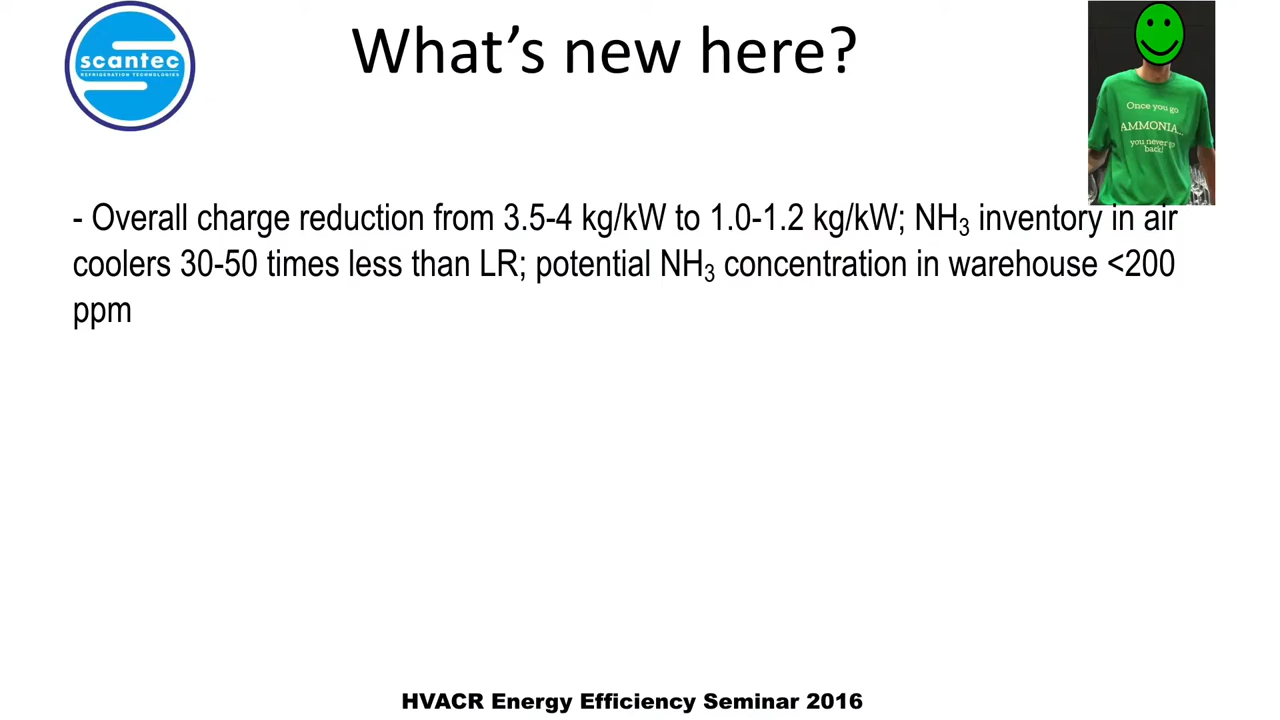 scantec
REFRIGERATION TECHNOLOGIES
What’s new here?
Once you go
AMMONIA...
you never go
back!
- Overall charge reduction from 3.5-4 kg/kW to 1.0-1.2 kg/kW; NH₃ inventory in air
coolers 30-50 times less than LR; potential NH₃ concentration in warehouse <200
ppm
HVACR Energy Efficiency Seminar 2016